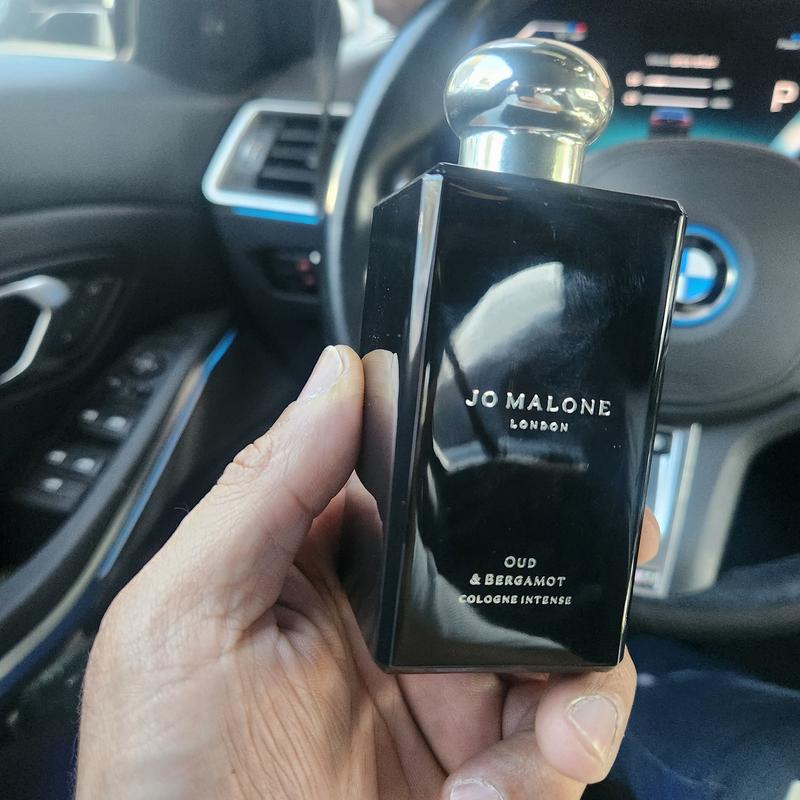 P
JO MALONE
LONDON
OUD
& BERGAMOT
COLOGNE INTENSE